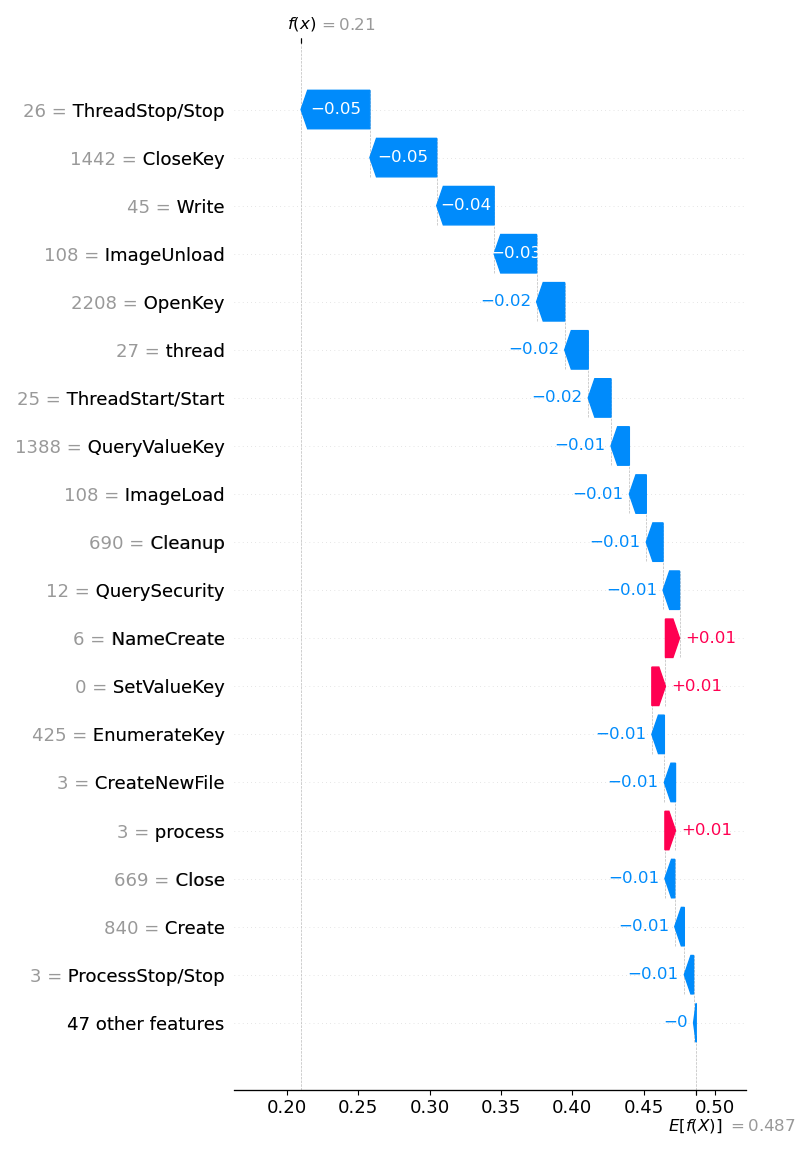 f(x) = 0.21
26 = ThreadStop/Stop −0.05
1442 = CloseKey −0.05
45 = Write −0.04
108 = ImageUnload −0.03
2208 = OpenKey −0.02
27 = thread −0.02
25 = ThreadStart/Start −0.02
1388 = QueryValueKey −0.01
108 = ImageLoad −0.01
690 = Cleanup −0.01
12 = QuerySecurity −0.01
6 = NameCreate +0.01
0 = SetValueKey +0.01
425 = EnumerateKey −0.01
3 = CreateNewFile −0.01
3 = process +0.01
669 = Close −0.01
840 = Create −0.01
3 = ProcessStop/Stop −0.01
47 other features −0
0.20 0.25 0.30 0.35 0.40 0.45 0.50
E[f(X)] = 0.487